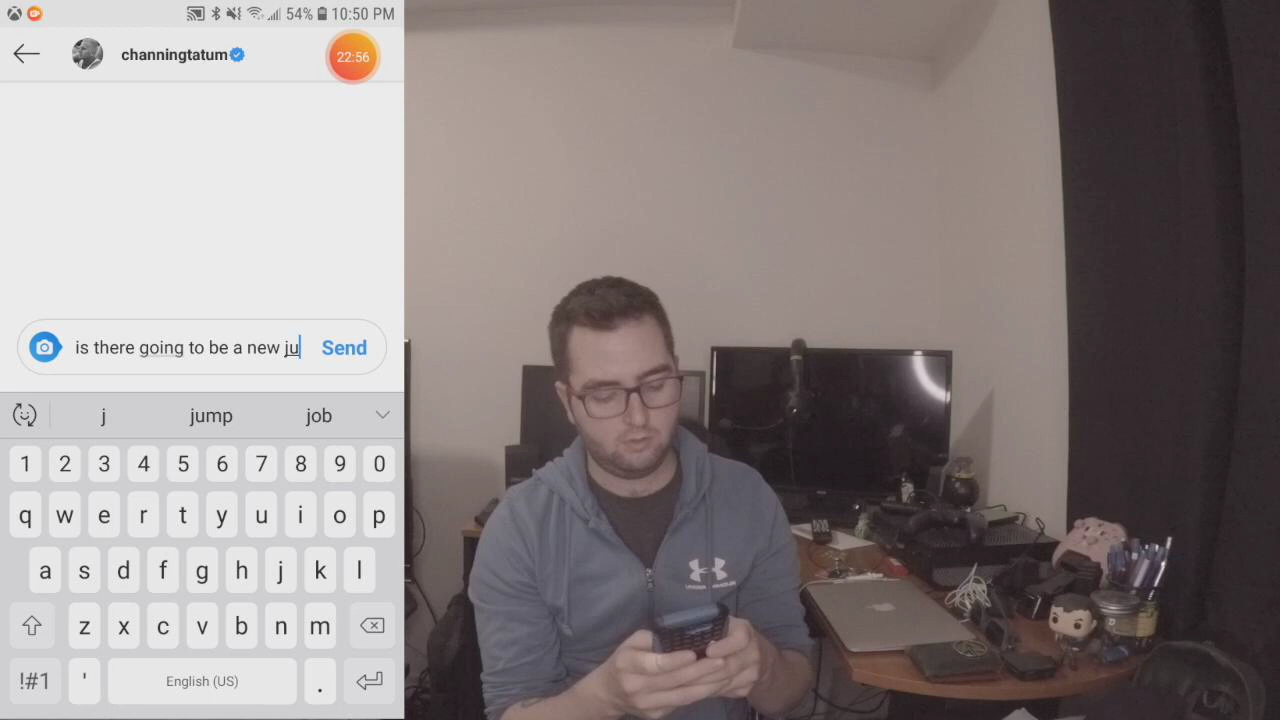 54% 10:50 PM
channingtatum
22:56
is there going to be a new ju
Send
j jump job
1 2 3 4 5 6 7 8 9 0
q w e r t y u i o p
a s d f g h j k l
z x c v b n m
!#1 ' English (US) .
UNDER ARMOUR